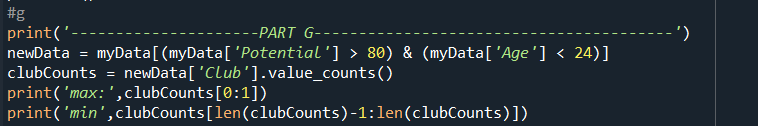 #g
print('---------------------PART G----------------------------------------')
newData = myData[(myData['Potential'] > 80) & (myData['Age'] < 24)]
clubCounts = newData['Club'].value_counts()
print('max:',clubCounts[0:1])
print('min',clubCounts[len(clubCounts)-1:len(clubCounts)])